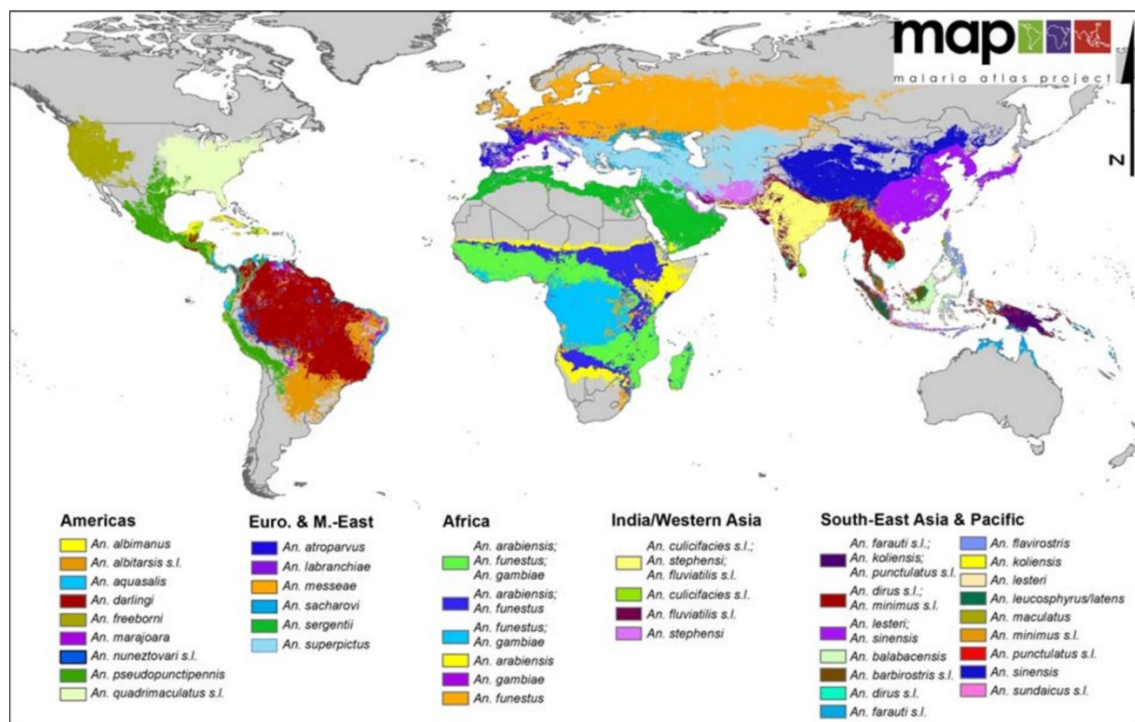 map
malaria atlas project
N
Americas
An. albimanus
An. albitarsis s.l.
An. aquasalis
An. darlingi
An. freeborni
An. marajoara
An. nuneztovari s.l.
An. pseudopunctipennis
An. quadrimaculatus s.l.
Euro. & M.-East
An. atroparvus
An. labranchiae
An. messeae
An. sacharovi
An. sergentii
An. superpictus
Africa
An. arabiensis;
An. funestus;
An. gambiae
An. arabiensis;
An. funestus
An. funestus;
An. gambiae
An. arabiensis
An. gambiae
An. funestus
India/Western Asia
An. culicifacies s.l.;
An. stephensi;
An. fluviatilis s.l.
An. culicifacies s.l.
An. fluviatilis s.l.
An. stephensi
South-East Asia & Pacific
An. farauti s.l.;
An. koliensis;
An. punctulatus s.l.
An. dirus s.l.;
An. minimus s.l.
An. lesteri;
An. sinensis
An. balabacensis
An. barbirostris s.l.
An. dirus s.l.
An. farauti s.l.
An. flavirostris
An. koliensis
An. lesteri
An. leucosphyrus/latens
An. maculatus
An. minimus s.l.
An. punctulatus s.l.
An. sinensis
An. sundaicus s.l.